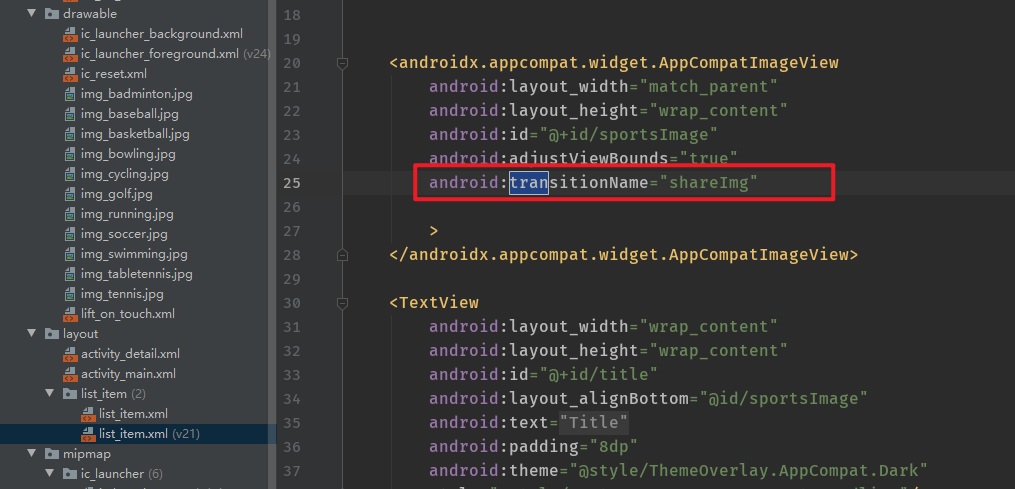 drawable
ic_launcher_background.xml
ic_launcher_foreground.xml (v24)
ic_reset.xml
img_badminton.jpg
img_baseball.jpg
img_basketball.jpg
img_bowling.jpg
img_cycling.jpg
img_golf.jpg
img_running.jpg
img_soccer.jpg
img_swimming.jpg
img_tabletennis.jpg
img_tennis.jpg
lift_on_touch.xml
layout
activity_detail.xml
activity_main.xml
list_item (2)
list_item.xml
list_item.xml (v21)
mipmap
ic_launcher (6)
18
19
20 <androidx.appcompat.widget.AppCompatImageView
21 android:layout_width="match_parent"
22 android:layout_height="wrap_content"
23 android:id="@+id/sportsImage"
24 android:adjustViewBounds="true"
25 android:transitionName="shareImg"
26
27 >
28 </androidx.appcompat.widget.AppCompatImageView>
29
30 <TextView
31 android:layout_width="wrap_content"
32 android:layout_height="wrap_content"
33 android:id="@+id/title"
34 android:layout_alignBottom="@id/sportsImage"
35 android:text="Title"
36 android:padding="8dp"
37 android:theme="@style/ThemeOverlay.AppCompat.Dark"